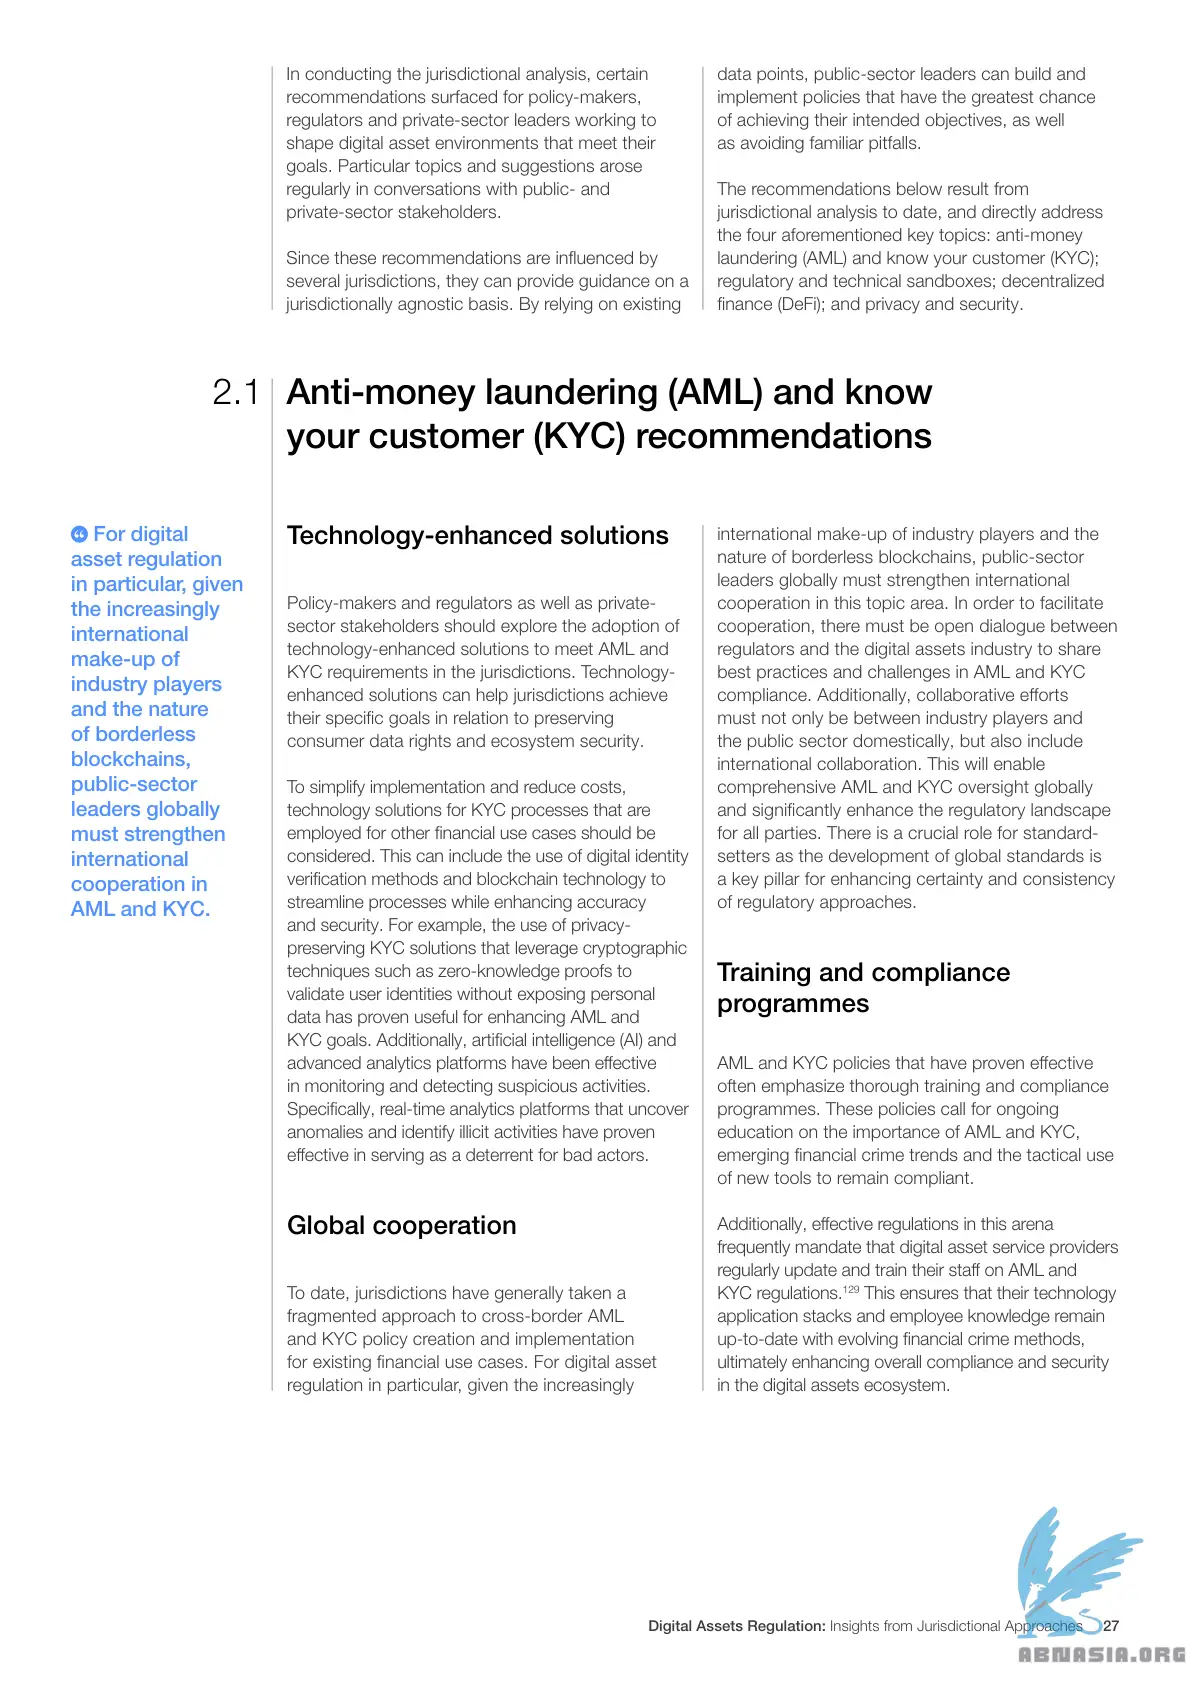 In conducting the jurisdictional analysis, certain
recommendations surfaced for policy-makers,
regulators and private-sector leaders working to
shape digital asset environments that meet their
goals. Particular topics and suggestions arose
regularly in conversations with public- and
private-sector stakeholders.
Since these recommendations are influenced by
several jurisdictions, they can provide guidance on a
jurisdictionally agnostic basis. By relying on existing
data points, public-sector leaders can build and
implement policies that have the greatest chance
of achieving their intended objectives, as well
as avoiding familiar pitfalls.
The recommendations below result from
jurisdictional analysis to date, and directly address
the four aforementioned key topics: anti-money
laundering (AML) and know your customer (KYC);
regulatory and technical sandboxes; decentralized
finance (DeFi); and privacy and security.
2.1 Anti-money laundering (AML) and know
your customer (KYC) recommendations
For digital
asset regulation
in particular, given
the increasingly
international
make-up of
industry players
and the nature
of borderless
blockchains,
public-sector
leaders globally
must strengthen
international
cooperation in
AML and KYC.
Technology-enhanced solutions
Policy-makers and regulators as well as private-
sector stakeholders should explore the adoption of
technology-enhanced solutions to meet AML and
KYC requirements in the jurisdictions. Technology-
enhanced solutions can help jurisdictions achieve
their specific goals in relation to preserving
consumer data rights and ecosystem security.
To simplify implementation and reduce costs,
technology solutions for KYC processes that are
employed for other financial use cases should be
considered. This can include the use of digital identity
verification methods and blockchain technology to
streamline processes while enhancing accuracy
and security. For example, the use of privacy-
preserving KYC solutions that leverage cryptographic
techniques such as zero-knowledge proofs to
validate user identities without exposing personal
data has proven useful for enhancing AML and
KYC goals. Additionally, artificial intelligence (AI) and
advanced analytics platforms have been effective
in monitoring and detecting suspicious activities.
Specifically, real-time analytics platforms that uncover
anomalies and identify illicit activities have proven
effective in serving as a deterrent for bad actors.
Global cooperation
To date, jurisdictions have generally taken a
fragmented approach to cross-border AML
and KYC policy creation and implementation
for existing financial use cases. For digital asset
regulation in particular, given the increasingly
international make-up of industry players and the
nature of borderless blockchains, public-sector
leaders globally must strengthen international
cooperation in this topic area. In order to facilitate
cooperation, there must be open dialogue between
regulators and the digital assets industry to share
best practices and challenges in AML and KYC
compliance. Additionally, collaborative efforts
must not only be between industry players and
the public sector domestically, but also include
international collaboration. This will enable
comprehensive AML and KYC oversight globally
and significantly enhance the regulatory landscape
for all parties. There is a crucial role for standard-
setters as the development of global standards is
a key pillar for enhancing certainty and consistency
of regulatory approaches.
Training and compliance
programmes
AML and KYC policies that have proven effective
often emphasize thorough training and compliance
programmes. These policies call for ongoing
education on the importance of AML and KYC,
emerging financial crime trends and the tactical use
of new tools to remain compliant.
Additionally, effective regulations in this arena
frequently mandate that digital asset service providers
regularly update and train their staff on AML and
KYC regulations.129 This ensures that their technology
application stacks and employee knowledge remain
up-to-date with evolving financial crime methods,
ultimately enhancing overall compliance and security
in the digital assets ecosystem.
Digital Assets Regulation: Insights from Jurisdictional Approaches 27
ABNASIA.ORG